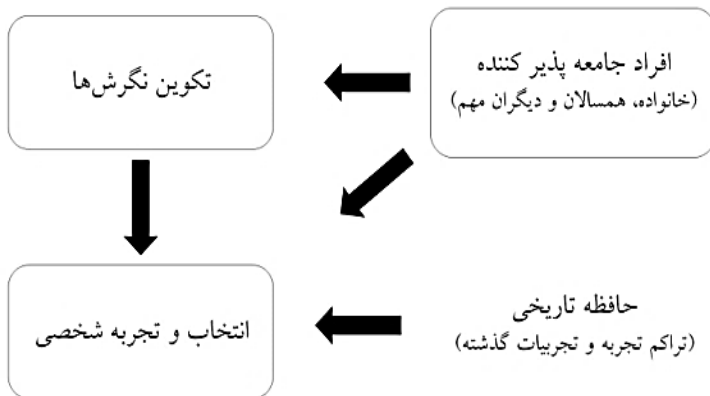 افراد جامعه پذیر کننده
(خانواده، همسالان و دیگران مهم)
تکوین نگرش‌ها
حافظه تاریخی
(تراکم تجربه و تجربیات گذشته)
انتخاب و تجربه شخصی